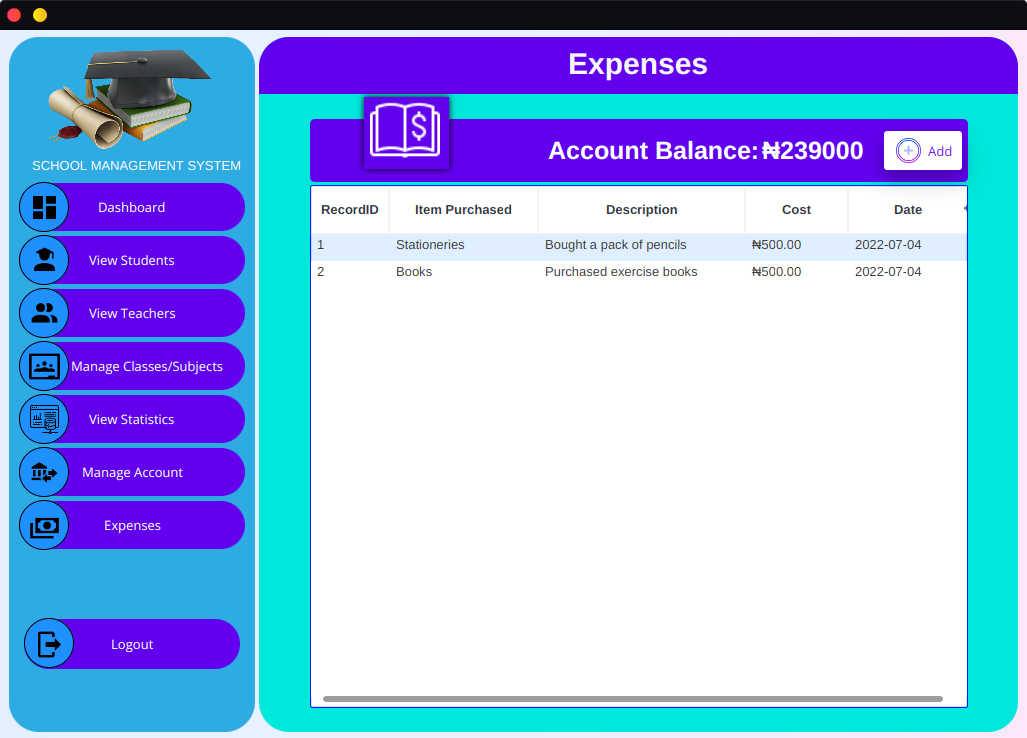 Expenses
SCHOOL MANAGEMENT SYSTEM
Dashboard
View Students
View Teachers
Manage Classes/Subjects
View Statistics
Manage Account
Expenses
Logout
$
Account Balance: ₦239000
Add
RecordID Item Purchased Description Cost Date
1 Stationeries Bought a pack of pencils ₦500.00 2022-07-04
2 Books Purchased exercise books ₦500.00 2022-07-04